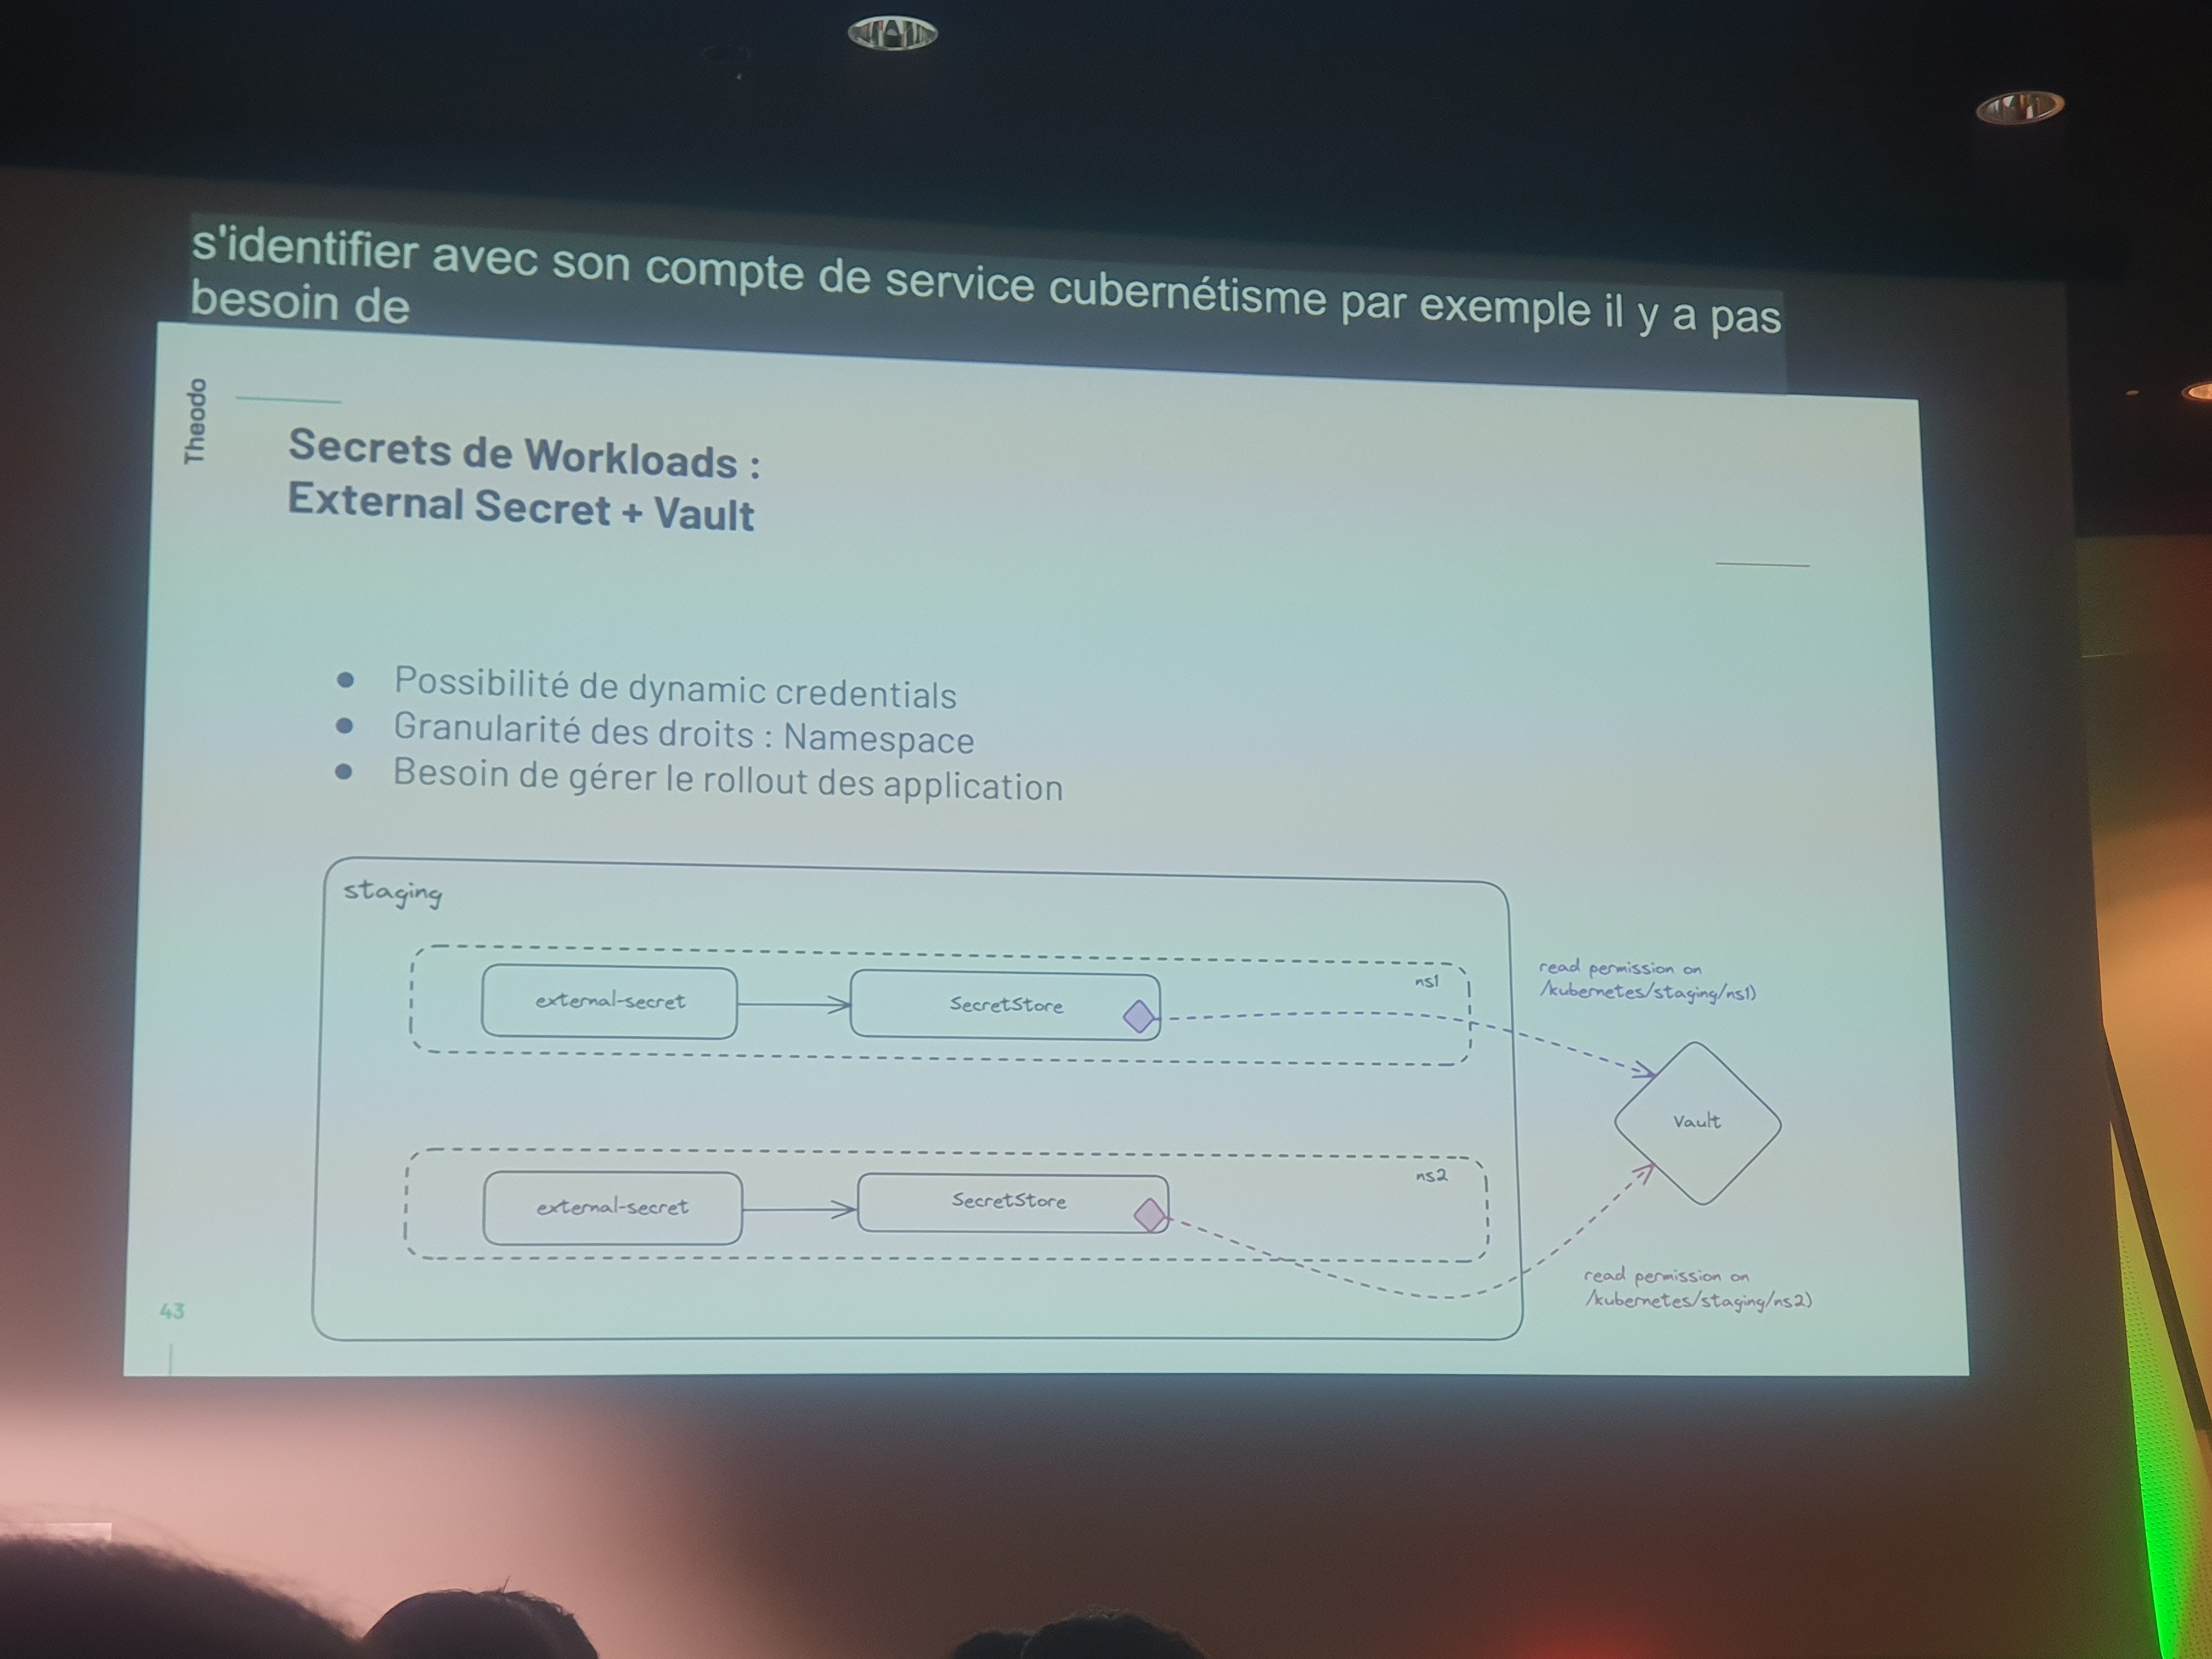 s'identifier avec son compte de service cubernétisme par exemple il y a pas
besoin de
Theodo
Secrets de Workloads :
External Secret + Vault
Possibilité de dynamic credentials
Granularité des droits : Namespace
Besoin de gérer le rollout des application
staging
external-secret
SecretStore
ns1
read permission on
/kubernetes/staging/ns1)
Vault
external-secret
SecretStore
ns2
read permission on
/kubernetes/staging/ns2)
43